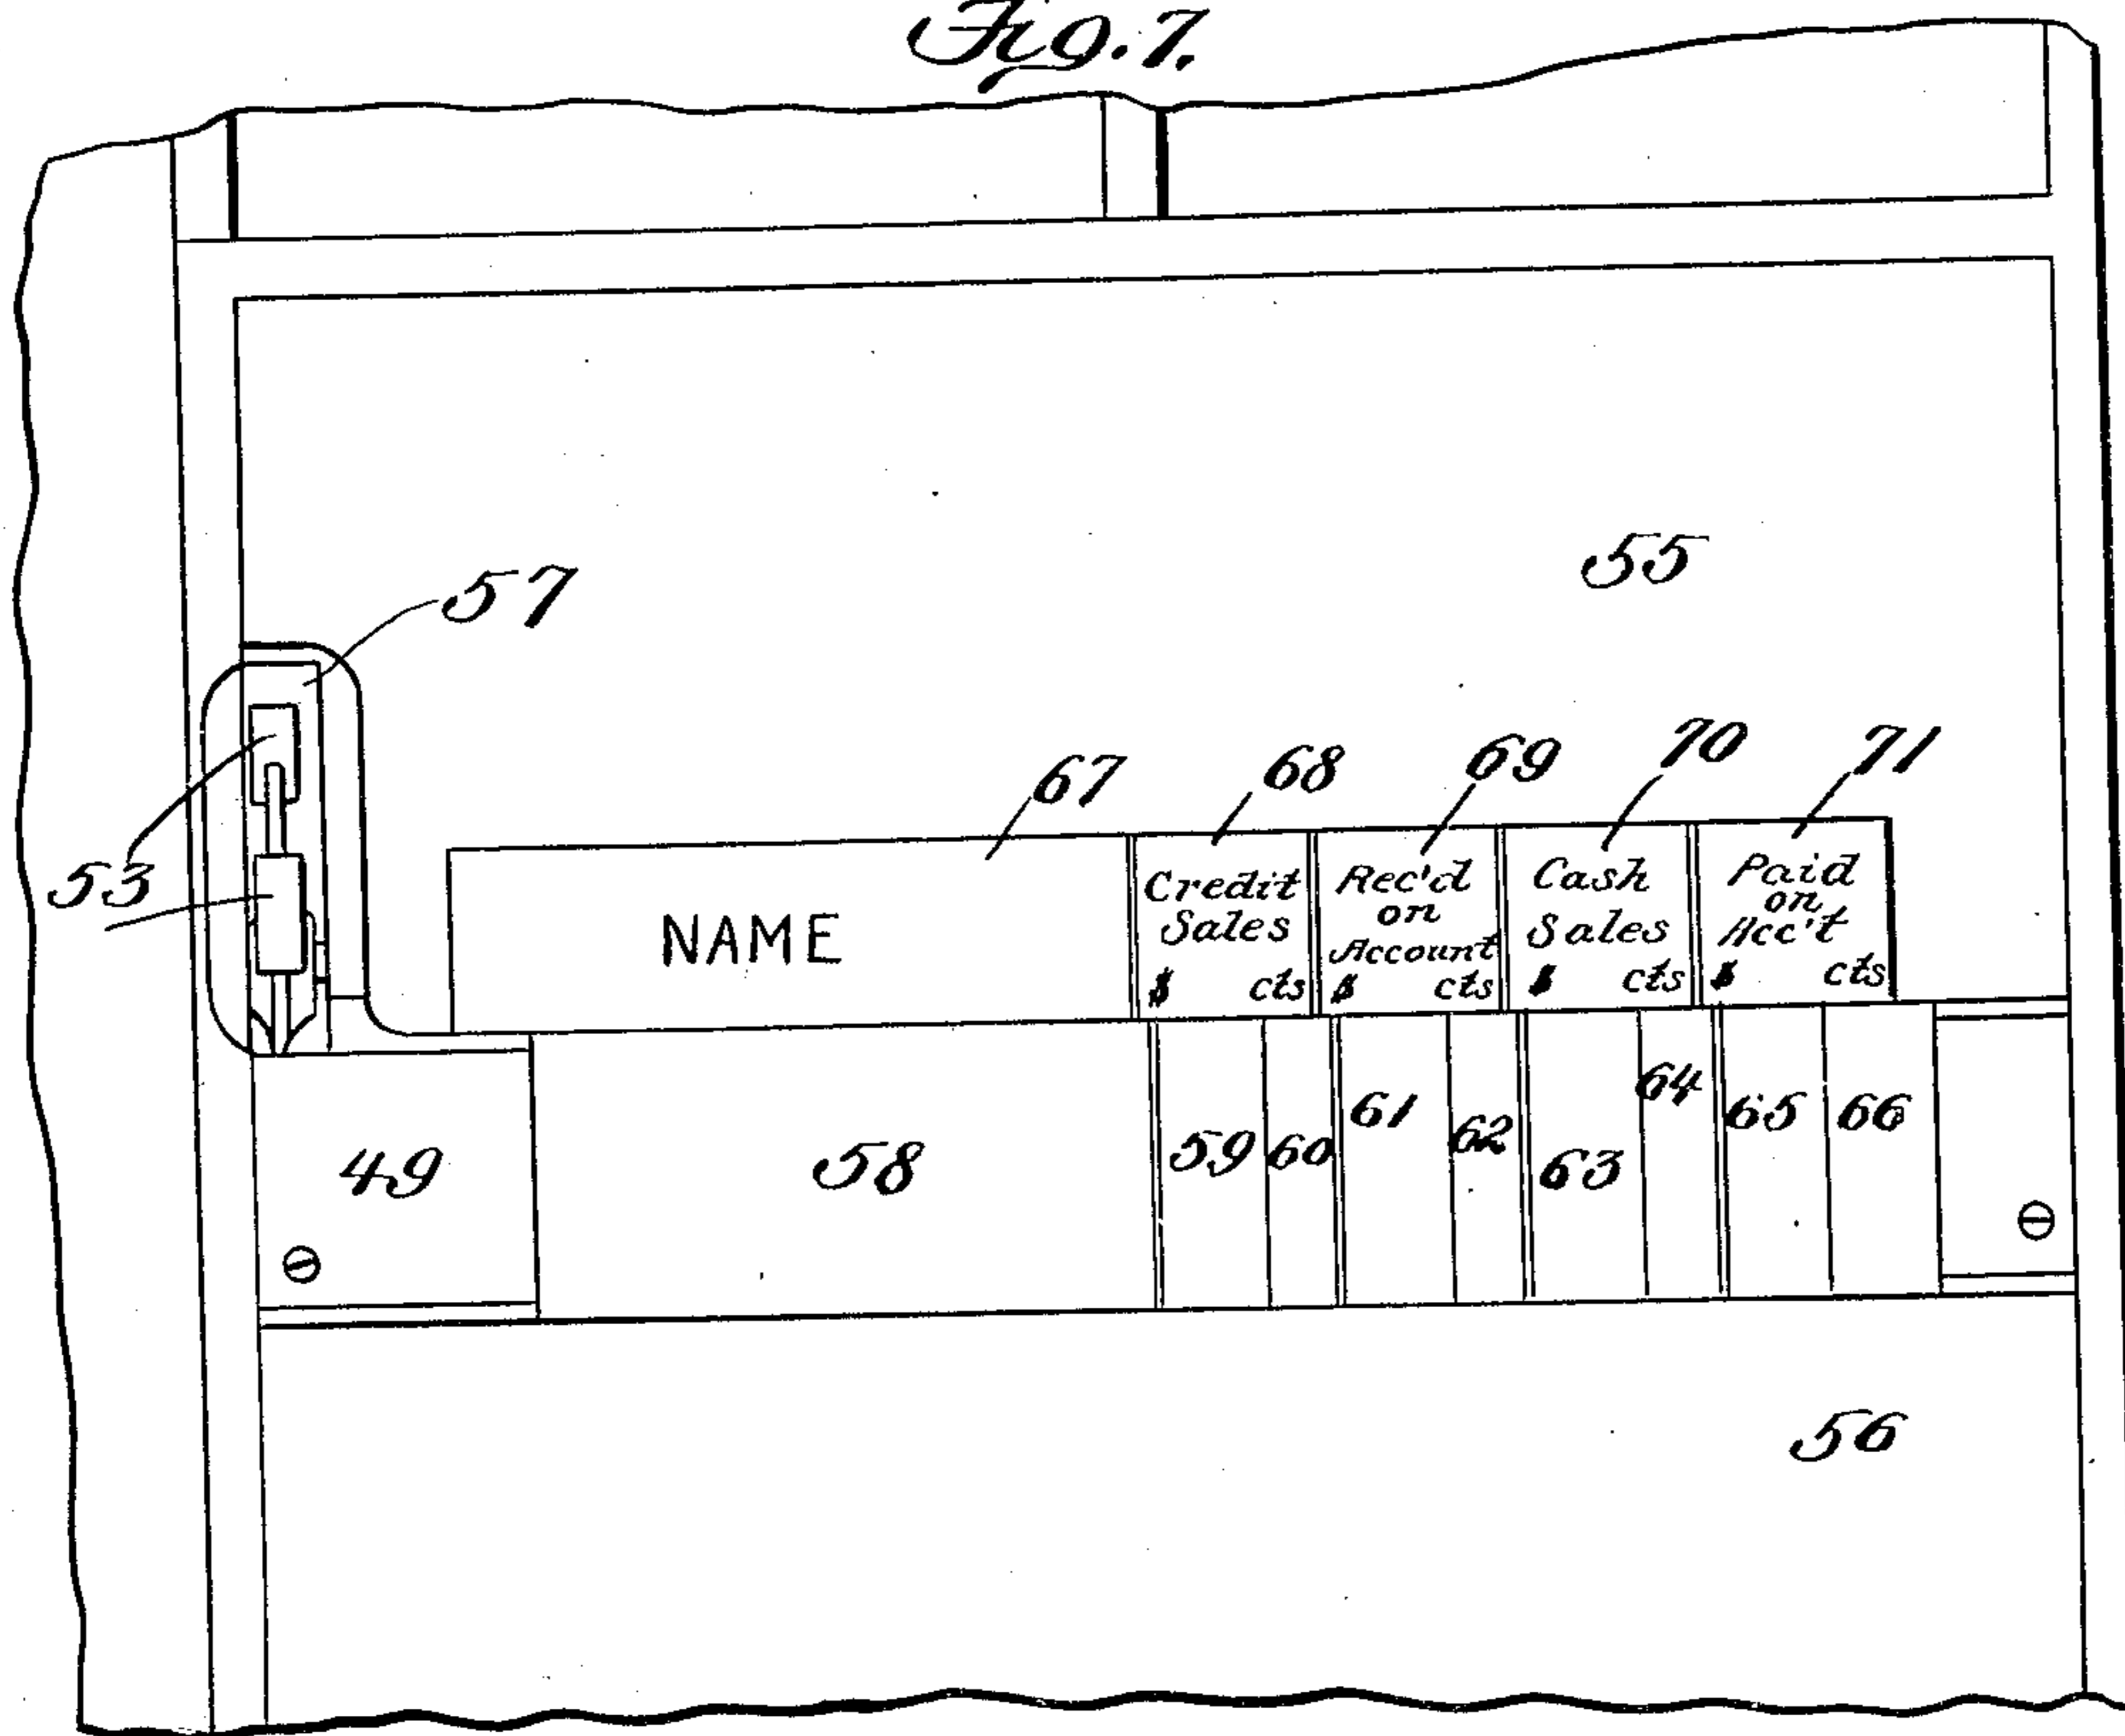 Fig. 7.
57
55
53
67
68
69
70
71
NAME
Credit
Sales
$ cts
Rec'd
on
Account
$ cts
Cash
Sales
$ cts
Paid
on
Acc't
$ cts
49
58
59
60
61
62
63
64
65
66
56